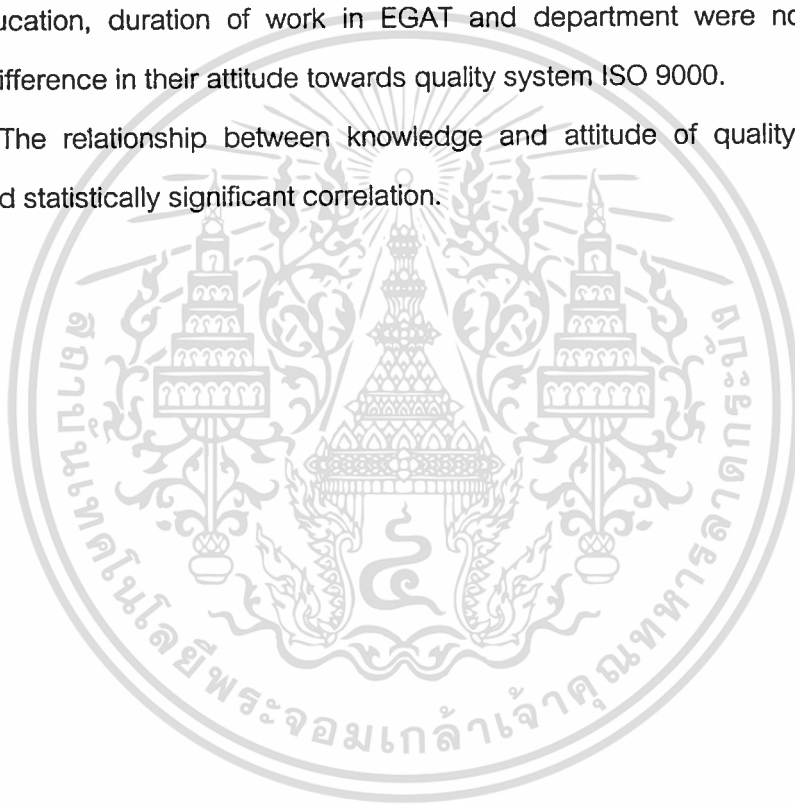 ucation, duration of work in EGAT and department were no
ifference in their attitude towards quality system ISO 9000.
The relationship between knowledge and attitude of quality
d statistically significant correlation.
สถาบันเทคโนโลยีพระจอมเกล้าเจ้าคุณทหารลาดกระบัง